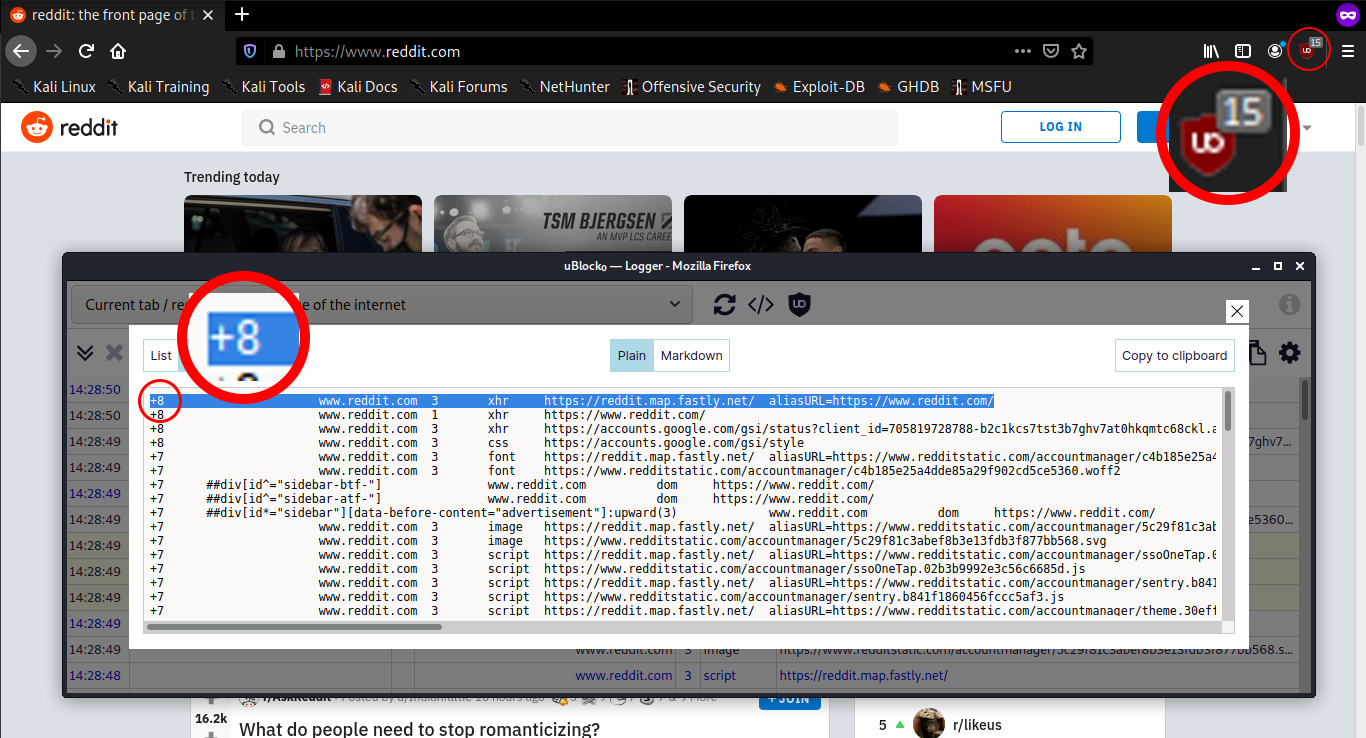 reddit: the front page of t
https://www.reddit.com
15
Kali Linux Kali Training Kali Tools Kali Docs Kali Forums NetHunter Offensive Security Exploit-DB GHDB MSFU
reddit Search LOG IN
15
Trending today
TSM BJERGSEN
AN MVP LCS CAREE
uBlock₀ — Logger - Mozilla Firefox
Current tab / re e of the internet
+8
List Plain Markdown Copy to clipboard
14:28:50
+8 www.reddit.com 3 xhr https://reddit.map.fastly.net/ aliasURL=https://www.reddit.com/
14:28:50
+8 www.reddit.com 1 xhr https://www.reddit.com/
+8 www.reddit.com 3 xhr https://accounts.google.com/gsi/status?client_id=705819728788-b2c1kcs7tst3b7ghv7at0hkqmtc68ckl.a
14:28:49
+8 www.reddit.com 3 css https://accounts.google.com/gsi/style
+7 www.reddit.com 3 font https://reddit.map.fastly.net/ aliasURL=https://www.redditstatic.com/accountmanager/c4b185e25a4
14:28:49
+7 www.reddit.com 3 font https://www.redditstatic.com/accountmanager/c4b185e25a4dde85a29f902cd5ce5360.woff2
+7 ##div[id^="sidebar-btf-"] www.reddit.com dom https://www.reddit.com/
14:28:49
+7 ##div[id^="sidebar-atf-"] www.reddit.com dom https://www.reddit.com/
+7 ##div[id*="sidebar"][data-before-content="advertisement"]:upward(3) www.reddit.com dom https://www.reddit.com/
14:28:49
+7 www.reddit.com 3 image https://reddit.map.fastly.net/ aliasURL=https://www.redditstatic.com/accountmanager/5c29f81c3ab
14:28:49
+7 www.reddit.com 3 image https://www.redditstatic.com/accountmanager/5c29f81c3abef8b3e13fdb3f877bb568.svg
+7 www.reddit.com 3 script https://reddit.map.fastly.net/ aliasURL=https://www.redditstatic.com/accountmanager/ssoOneTap.0
14:28:49
+7 www.reddit.com 3 script https://www.redditstatic.com/accountmanager/ssoOneTap.02b3b9992e3c56c6685d.js
+7 www.reddit.com 3 script https://reddit.map.fastly.net/ aliasURL=https://www.redditstatic.com/accountmanager/sentry.b841
14:28:49
+7 www.reddit.com 3 script https://www.redditstatic.com/accountmanager/sentry.b841f1860456fccc5af3.js
+7 www.reddit.com 3 script https://reddit.map.fastly.net/ aliasURL=https://www.redditstatic.com/accountmanager/theme.30eff
14:28:49
14:28:49 www.reddit.com 3 image https://www.redditstatic.com/accountmanager/5c29f81c3abef8b3e13fdb3f877bb568.s...
14:28:48 www.reddit.com 3 script https://reddit.map.fastly.net/
r/AskReddit
+ JOIN
16.2k
What do people need to stop romanticizing?
5 r/likeus